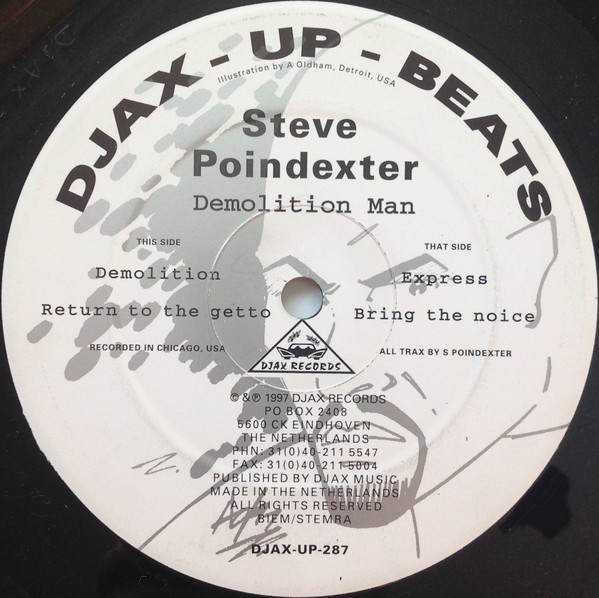 DJAX - UP - BEATS
Illustration by A Oldham, Detroit, USA
Steve
Poindexter
Demolition Man
THIS SIDE
Demolition
Return to the getto
RECORDED IN CHICAGO, USA
THAT SIDE
Express
Bring the noice
ALL TRAX BY S POINDEXTER
DJAX RECORDS
© & ℗ 1997 DJAX RECORDS
PO BOX 2408
5600 CK EINDHOVEN
THE NETHERLANDS
PHN: 31(0)40-211 5547
FAX: 31(0)40-211 5004
PUBLISHED BY DJAX MUSIC
MADE IN THE NETHERLANDS
ALL RIGHTS RESERVED
BIEM/STEMRA
DJAX-UP-287